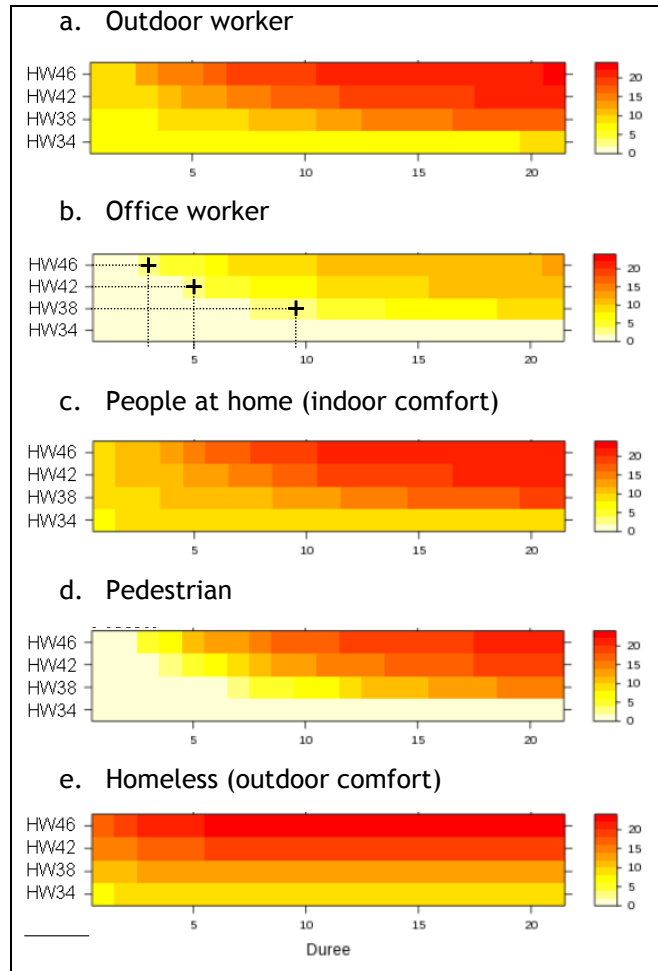 a. Outdoor worker
HW46
HW42
HW38
HW34
5 10 15 20
20
15
10
5
0
b. Office worker
HW46
HW42
HW38
HW34
5 10 15 20
20
15
10
5
0
c. People at home (indoor comfort)
HW46
HW42
HW38
HW34
5 10 15 20
20
15
10
5
0
d. Pedestrian
HW46
HW42
HW38
HW34
5 10 15 20
20
15
10
5
0
e. Homeless (outdoor comfort)
HW46
HW42
HW38
HW34
5 10 15 20
20
15
10
5
0
Duree